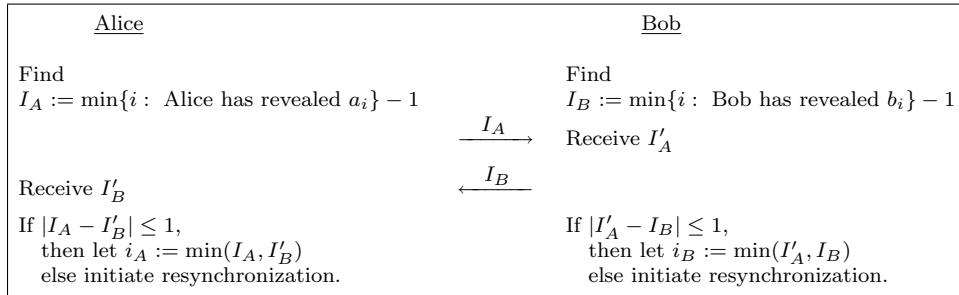 Alice Bob
Find Find
I_A := min{i : Alice has revealed a_i} − 1 I_B := min{i : Bob has revealed b_i} − 1
I_A Receive I′_A
Receive I′_B I_B
If |I_A − I′_B| ≤ 1, If |I′_A − I_B| ≤ 1,
then let i_A := min(I_A, I′_B) then let i_B := min(I′_A, I_B)
else initiate resynchronization. else initiate resynchronization.